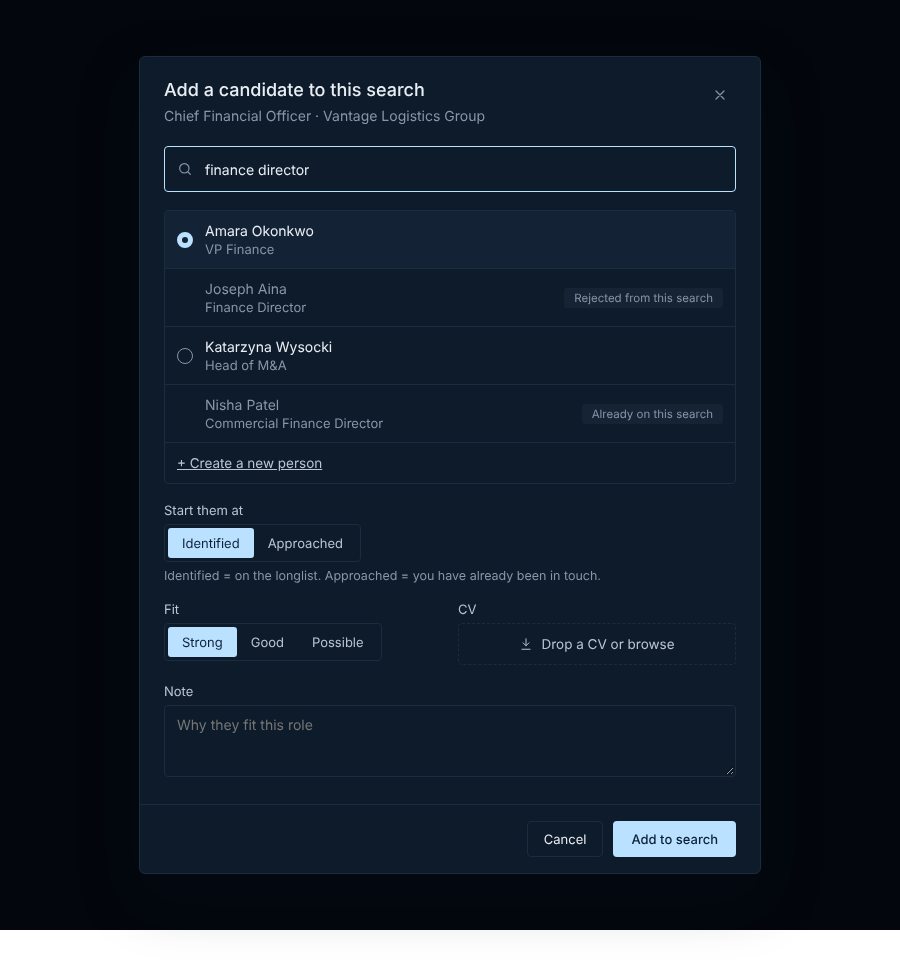 Add a candidate to this search
Chief Financial Officer · Vantage Logistics Group
finance director
Amara Okonkwo
VP Finance
Joseph Aina
Finance Director
Rejected from this search
Katarzyna Wysocki
Head of M&A
Nisha Patel
Commercial Finance Director
Already on this search
+ Create a new person
Start them at
Identified Approached
Identified = on the longlist. Approached = you have already been in touch.
Fit
Strong Good Possible
CV
Drop a CV or browse
Note
Why they fit this role
Cancel Add to search